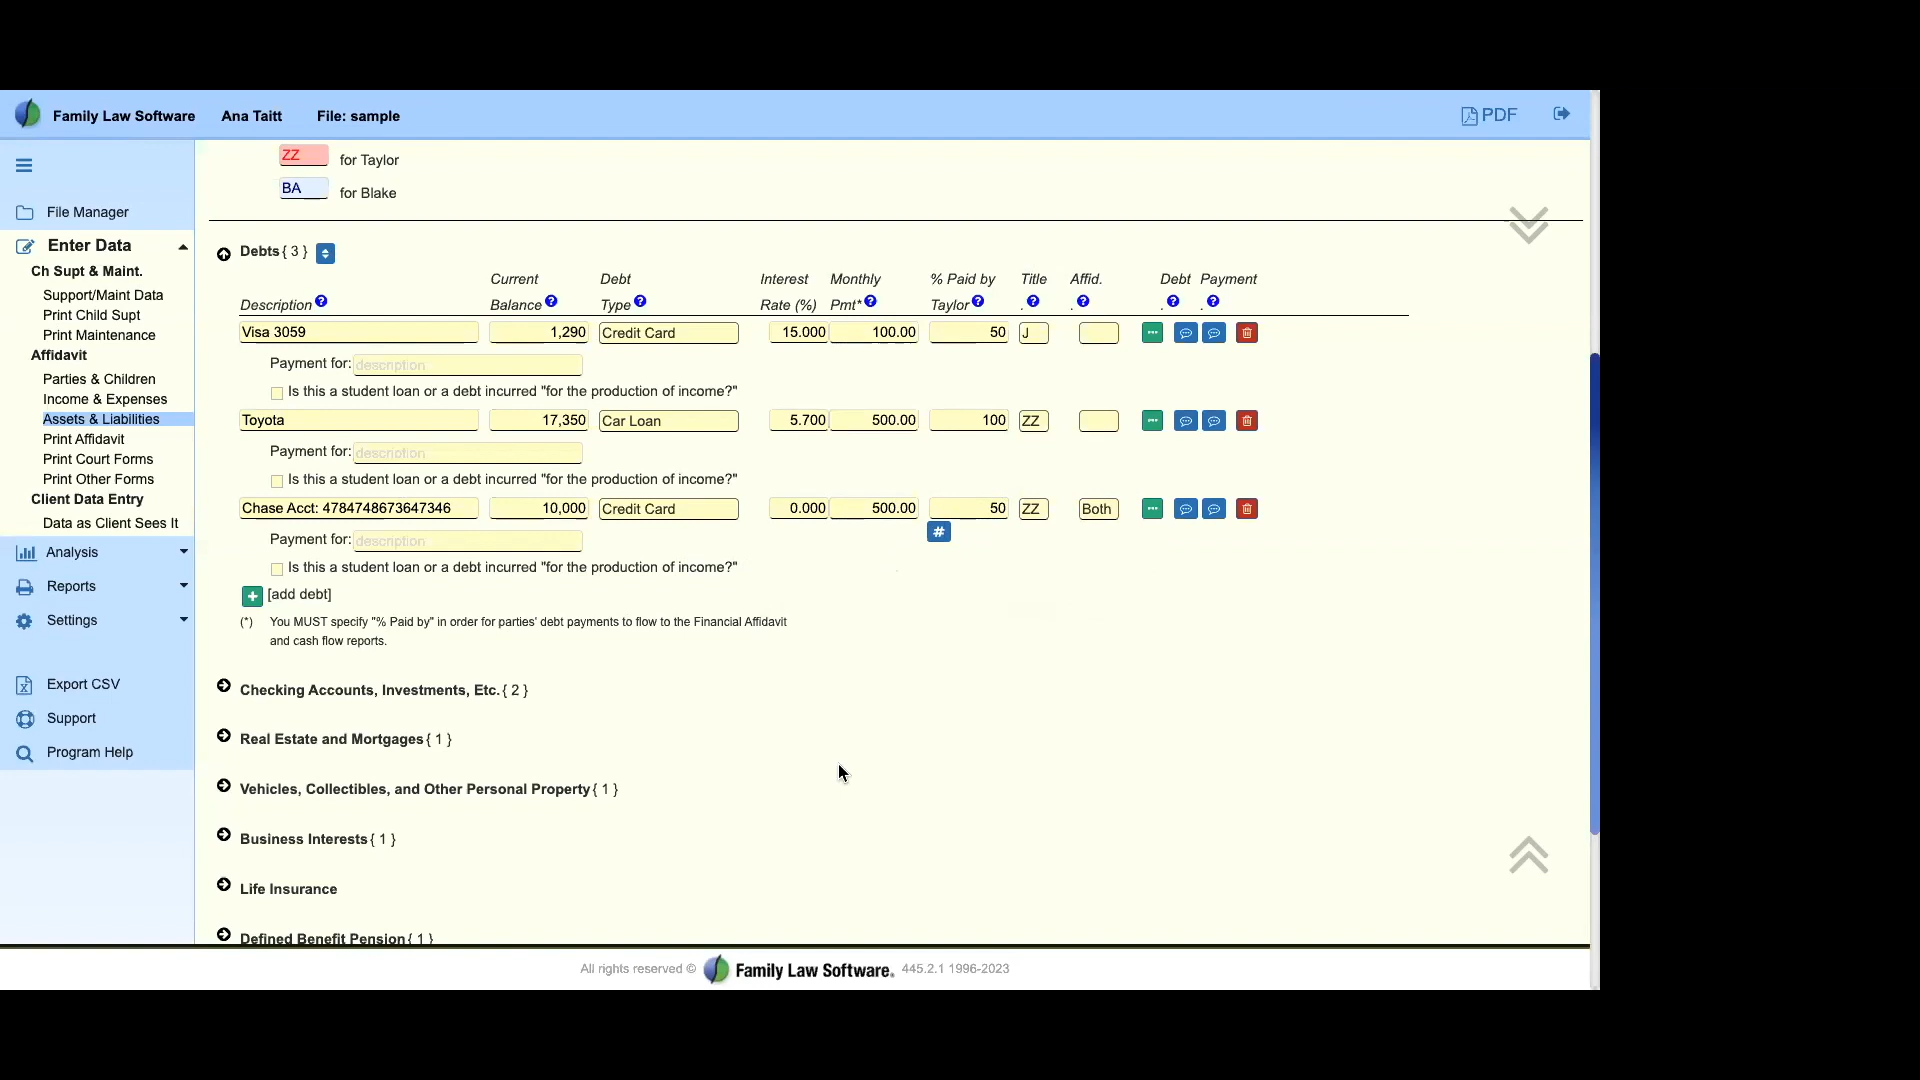 Family Law Software Ana Taitt File: sample PDF
ZZ for Taylor
BA for Blake
File Manager
Enter Data
Ch Supt & Maint.
Support/Maint Data
Print Child Supt
Print Maintenance
Affidavit
Parties & Children
Income & Expenses
Assets & Liabilities
Print Affidavit
Print Court Forms
Print Other Forms
Client Data Entry
Data as Client Sees It
Analysis
Reports
Settings
Export CSV
Support
Program Help
Debts { 3 }
Current Debt Interest Monthly % Paid by Title Affid. Debt Payment
Description ? Balance ? Type ? Rate (%) Pmt* ? Taylor ? . ? . ? . ? . ?
Visa 3059 1,290 Credit Card 15.000 100.00 50 J
Payment for: description
Is this a student loan or a debt incurred "for the production of income?"
Toyota 17,350 Car Loan 5.700 500.00 100 ZZ
Payment for: description
Is this a student loan or a debt incurred "for the production of income?"
Chase Acct: 4784748673647346 10,000 Credit Card 0.000 500.00 50 ZZ Both
#
Payment for: description
Is this a student loan or a debt incurred "for the production of income?"
+ [add debt]
(*) You MUST specify "% Paid by" in order for parties' debt payments to flow to the Financial Affidavit
and cash flow reports.
Checking Accounts, Investments, Etc. { 2 }
Real Estate and Mortgages { 1 }
Vehicles, Collectibles, and Other Personal Property { 1 }
Business Interests { 1 }
Life Insurance
Defined Benefit Pension { 1 }
All rights reserved © Family Law Software. 445.2.1 1996-2023